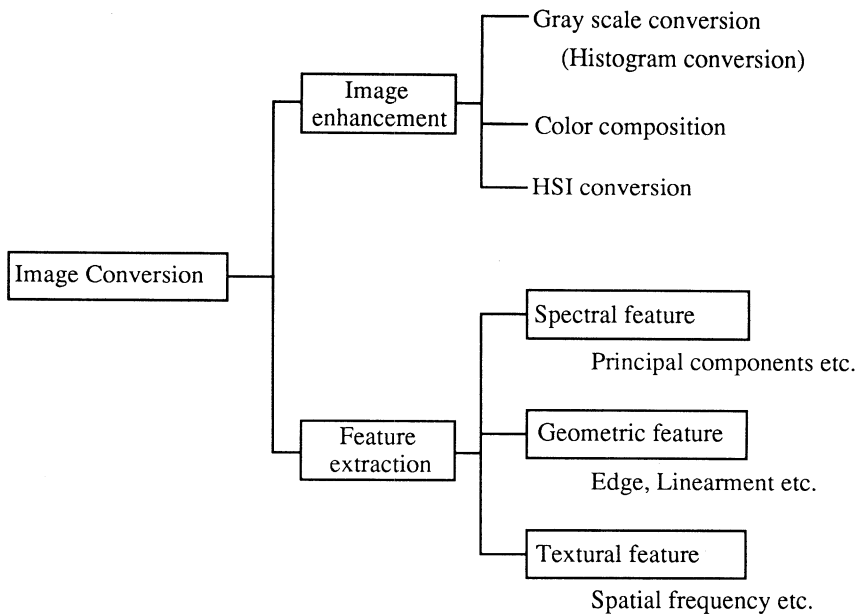 Image Conversion
Image
enhancement
Gray scale conversion
(Histogram conversion)
Color composition
HSI conversion
Feature
extraction
Spectral feature
Principal components etc.
Geometric feature
Edge, Linearment etc.
Textural feature
Spatial frequency etc.